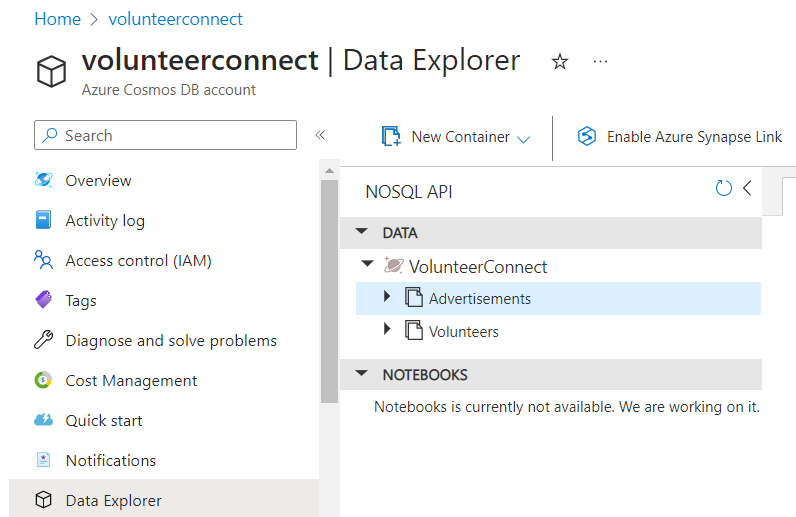 Home > volunteerconnect
volunteerconnect | Data Explorer
Azure Cosmos DB account
Search
New Container
Enable Azure Synapse Link
Overview
Activity log
Access control (IAM)
Tags
Diagnose and solve problems
Cost Management
Quick start
Notifications
Data Explorer
NOSQL API
DATA
VolunteerConnect
Advertisements
Volunteers
NOTEBOOKS
Notebooks is currently not available. We are working on it.